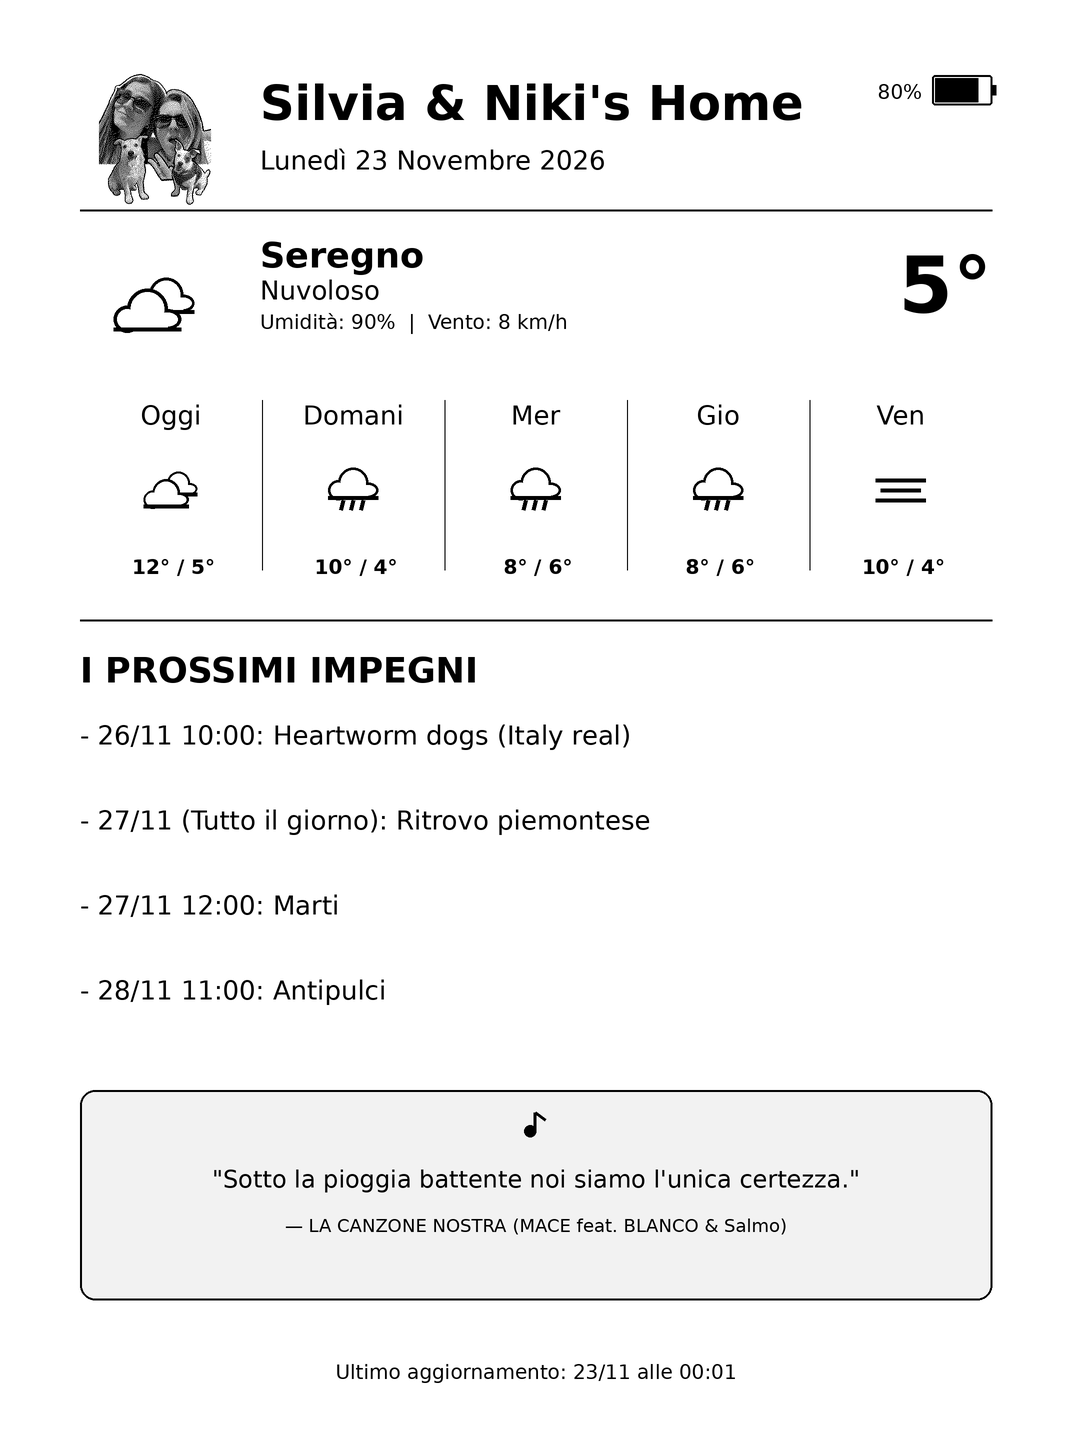 Silvia & Niki's Home
80%
Lunedì 23 Novembre 2026
Seregno
Nuvoloso
Umidità: 90% | Vento: 8 km/h
5°
Oggi Domani Mer Gio Ven
12° / 5° 10° / 4° 8° / 6° 8° / 6° 10° / 4°
I PROSSIMI IMPEGNI
- 26/11 10:00: Heartworm dogs (Italy real)
- 27/11 (Tutto il giorno): Ritrovo piemontese
- 27/11 12:00: Marti
- 28/11 11:00: Antipulci
"Sotto la pioggia battente noi siamo l'unica certezza."
— LA CANZONE NOSTRA (MACE feat. BLANCO & Salmo)
Ultimo aggiornamento: 23/11 alle 00:01